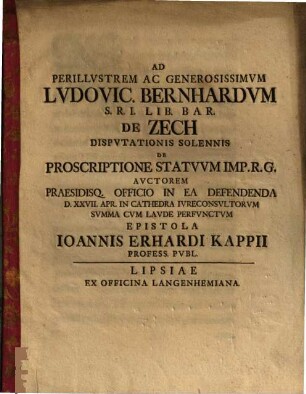 AD
PERILLVSTREM AC GENEROSISSIMVM
LVDOVIC. BERNHARDVM
S. R. I. LIB. BAR.
DE ZECH
DISPVTATIONIS SOLENNIS
DE
PROSCRIPTIONE STATVVM IMP. R. G.
AVCTOREM
PRAESIDISQ. OFFICIO IN EA DEFENDENDA
D. XXVII. APR. IN CATHEDRA IVRECONSVLTORVM
SVMMA CVM LAVDE PERFVNCTVM
EPISTOLA
IOANNIS ERHARDI KAPPII
PROFESS. PVBL.
LIPSIAE
EX OFFICINA LANGENHEMIANA.